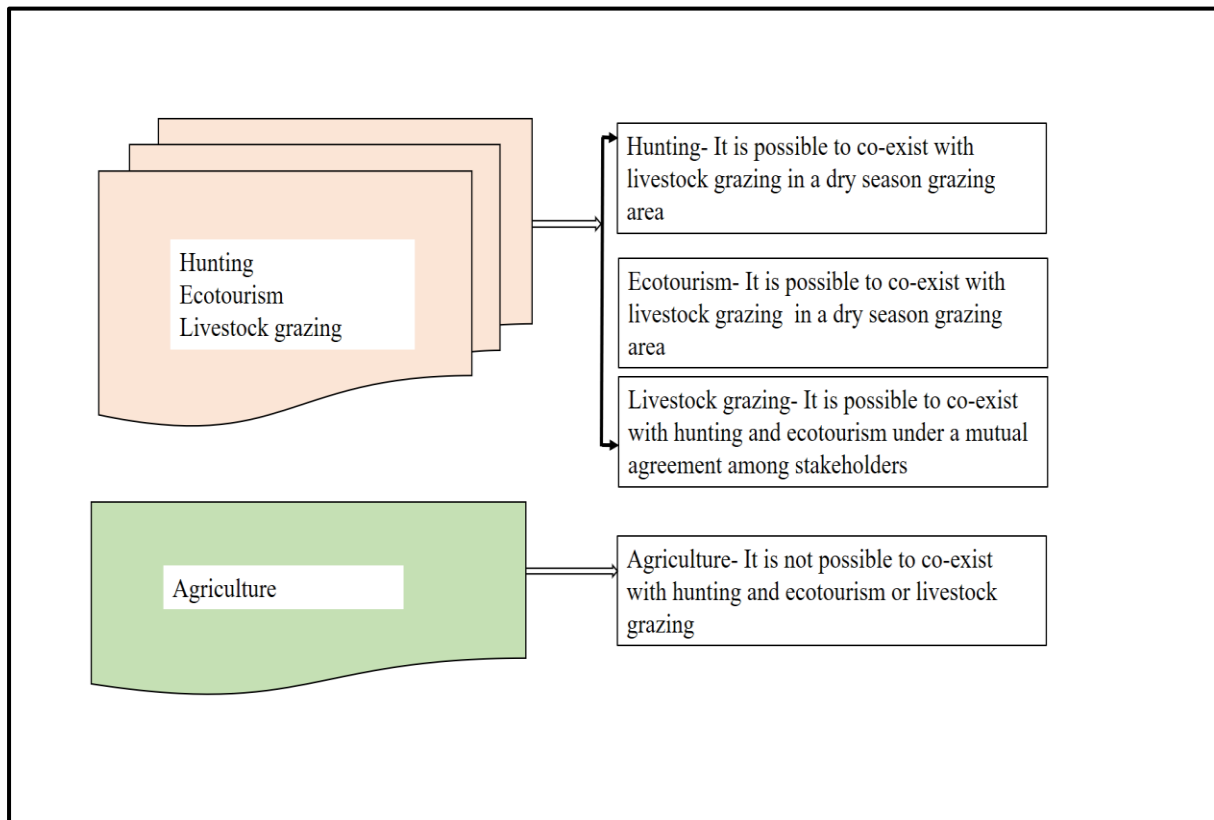 Hunting
Ecotourism
Livestock grazing
Hunting- It is possible to co-exist with
livestock grazing in a dry season grazing
area
Ecotourism- It is possible to co-exist with
livestock grazing  in a dry season grazing
area
Livestock grazing- It is possible to co-exist
with hunting and ecotourism under a mutual
agreement among stakeholders
Agriculture
Agriculture- It is not possible to co-exist
with hunting and ecotourism or livestock
grazing